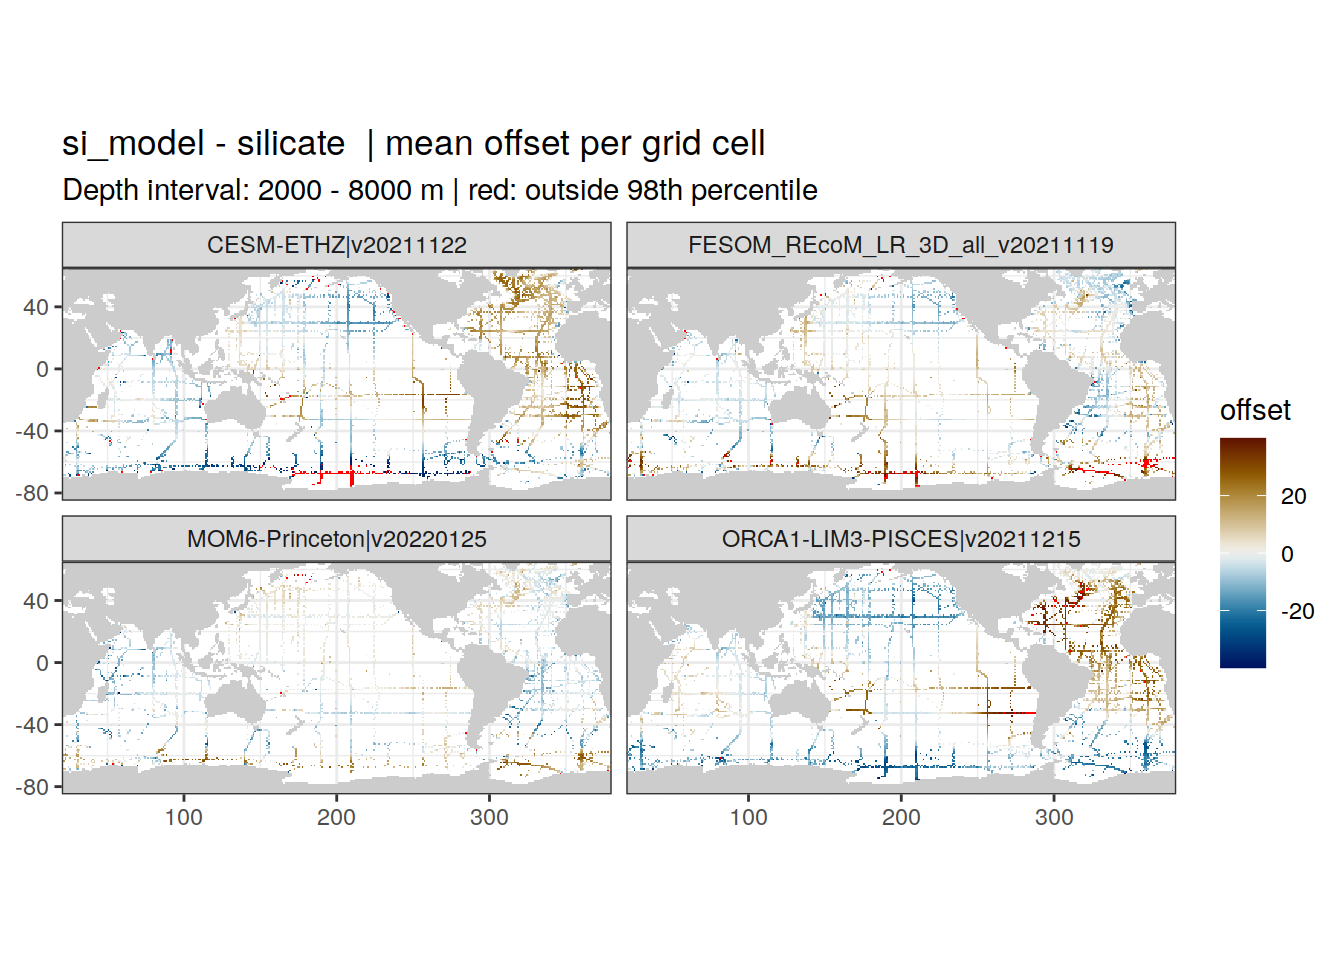 si_model - silicate  | mean offset per grid cell
Depth interval: 2000 - 8000 m | red: outside 98th percentile
CESM-ETHZ|v20211122
FESOM_REcoM_LR_3D_all_v20211119
40
0
-40
-80
MOM6-Princeton|v20220125
ORCA1-LIM3-PISCES|v20211215
40
0
-40
-80
100
200
300
100
200
300
offset
20
0
-20